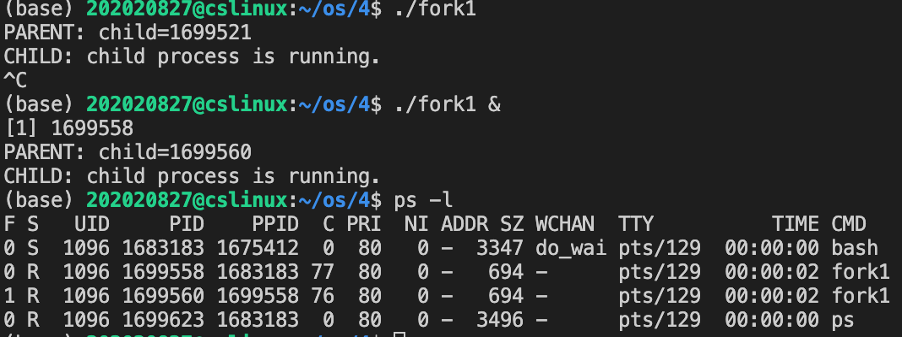 (base) 202020827@cslinux:~/os/4$ ./fork1
PARENT: child=1699521
CHILD: child process is running.
^C
(base) 202020827@cslinux:~/os/4$ ./fork1 &
[1] 1699558
PARENT: child=1699560
CHILD: child process is running.
(base) 202020827@cslinux:~/os/4$ ps -l
F S   UID     PID    PPID  C PRI  NI ADDR SZ WCHAN  TTY          TIME CMD
0 S  1096 1683183 1675412  0  80   0 -  3347 do_wai pts/129  00:00:00 bash
0 R  1096 1699558 1683183 77  80   0 -   694 -      pts/129  00:00:02 fork1
1 R  1096 1699560 1699558 76  80   0 -   694 -      pts/129  00:00:02 fork1
0 R  1096 1699623 1683183  0  80   0 -  3496 -      pts/129  00:00:00 ps